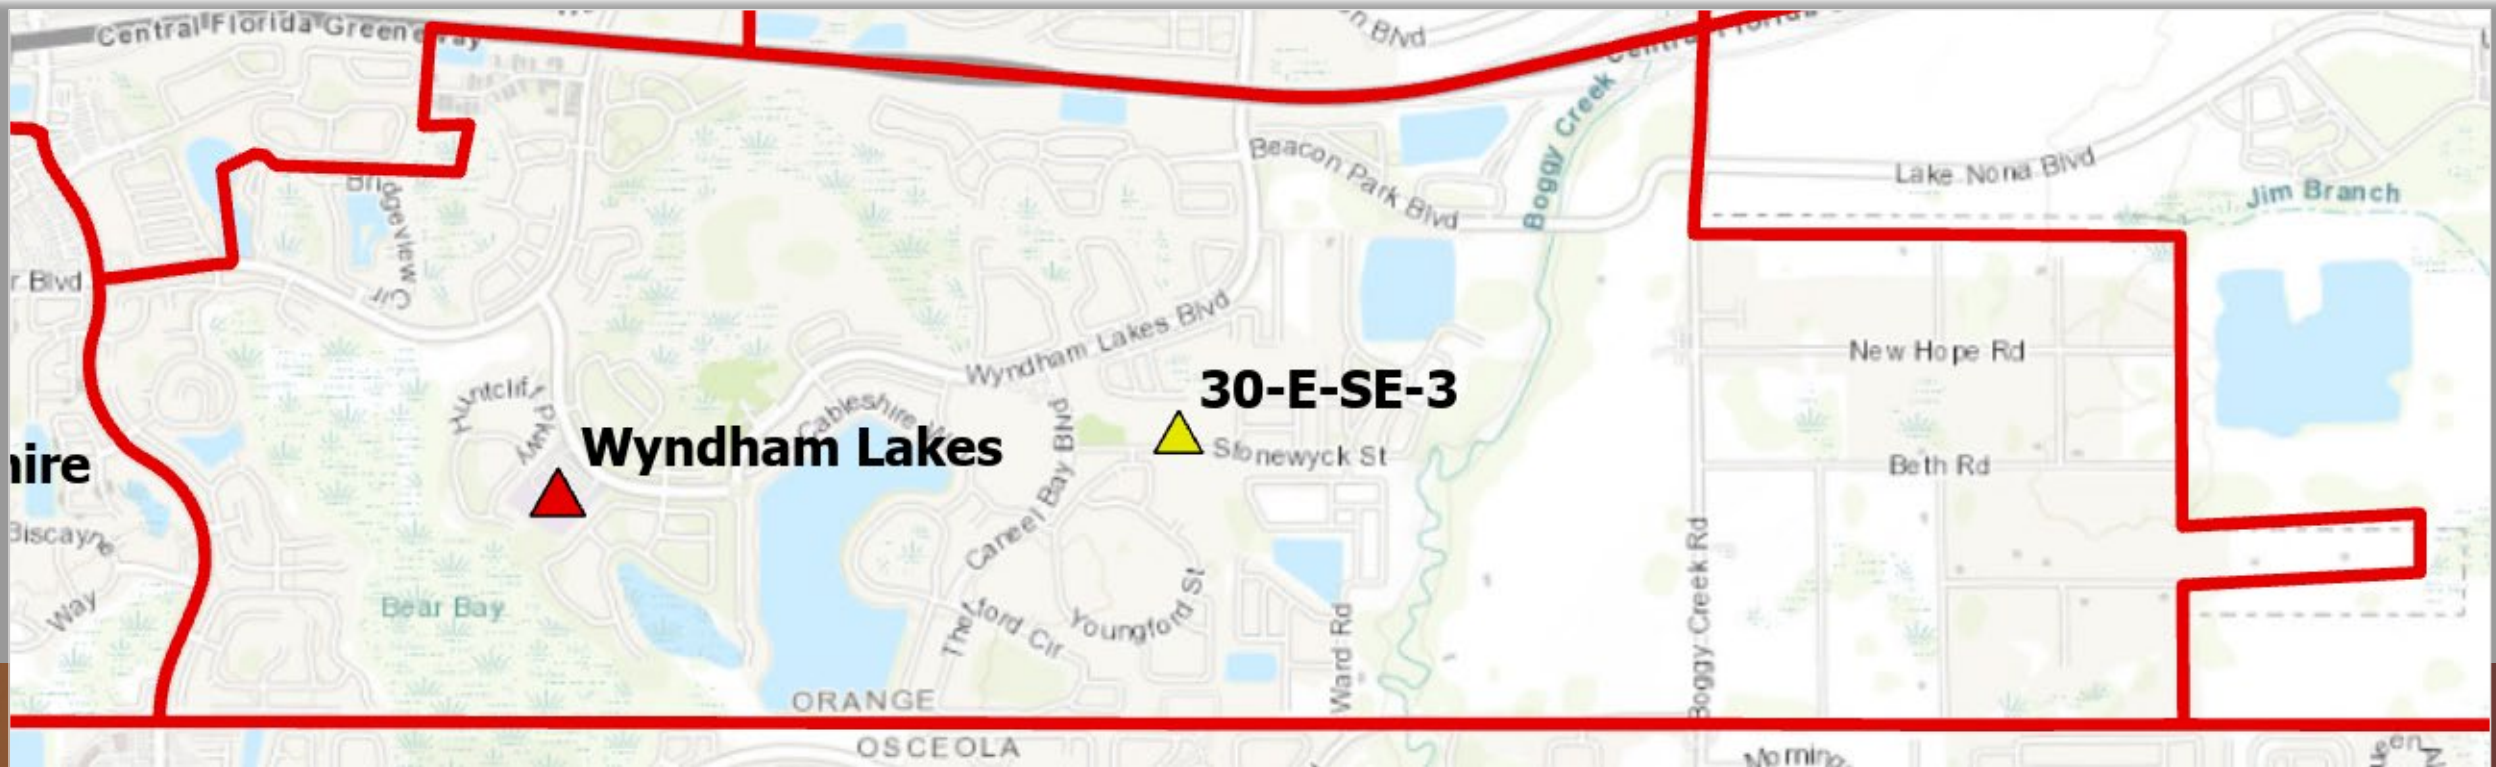 Central Florida Greene
n Blvd
Boggy Creek
Beacon Park Blvd
Lake Nona Blvd
Jim Branch
Bridgeview Cir
r Blvd
Wyndham Lakes Blvd
New Hope Rd
30-E-SE-3
Huntcliff Pkwy
Cableshire W
Wyndham Lakes
Stonewyck St
Beth Rd
hire
Caneel Bay Blvd
Biscayne
Way
Bear Bay
Youngford St
ford Cir
Ward Rd
Boggy Creek Rd
ORANGE
OSCEOLA